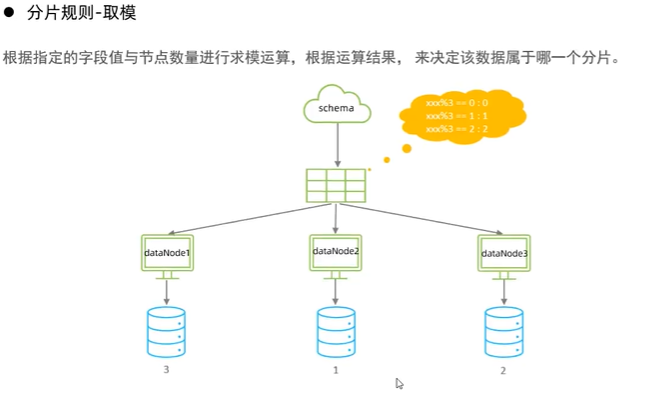 ● 分片规则-取模
根据指定的字段值与节点数量进行求模运算，根据运算结果， 来决定该数据属于哪一个分片。
schema
xxx%3 == 0 : 0
xxx%3 == 1 : 1
xxx%3 == 2 : 2
dataNode1
dataNode2
dataNode3
3
1
2